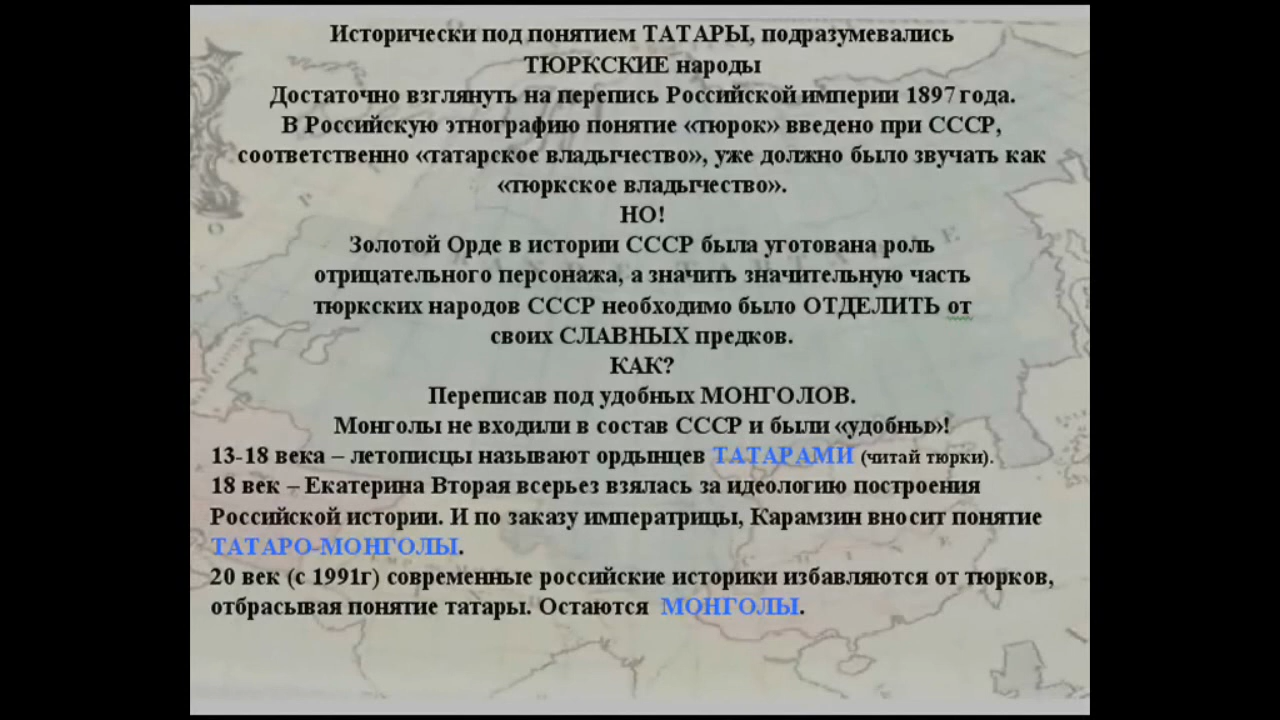 Исторически под понятием ТАТАРЫ, подразумевались
ТЮРКСКИЕ народы
Достаточно взглянуть на перепись Российской империи 1897 года.
В Российскую этнографию понятие «тюрок» введено при СССР,
соответственно «татарское владычество», уже должно было звучать как
«тюркское владычество».
НО!
Золотой Орде в истории СССР была уготована роль
отрицательного персонажа, а значить значительную часть
тюркских народов СССР необходимо было ОТДЕЛИТЬ от
своих СЛАВНЫХ предков.
КАК?
Переписав под удобных МОНГОЛОВ.
Монголы не входили в состав СССР и были «удобны»!
13-18 века – летописцы называют ордынцев ТАТАРАМИ (читай тюрки).
18 век – Екатерина Вторая всерьез взялась за идеологию построения
Российской истории. И по заказу императрицы, Карамзин вносит понятие
ТАТАРО-МОНГОЛЫ.
20 век (с 1991г) современные российские историки избавляются от тюрков,
отбрасывая понятие татары. Остаются МОНГОЛЫ.